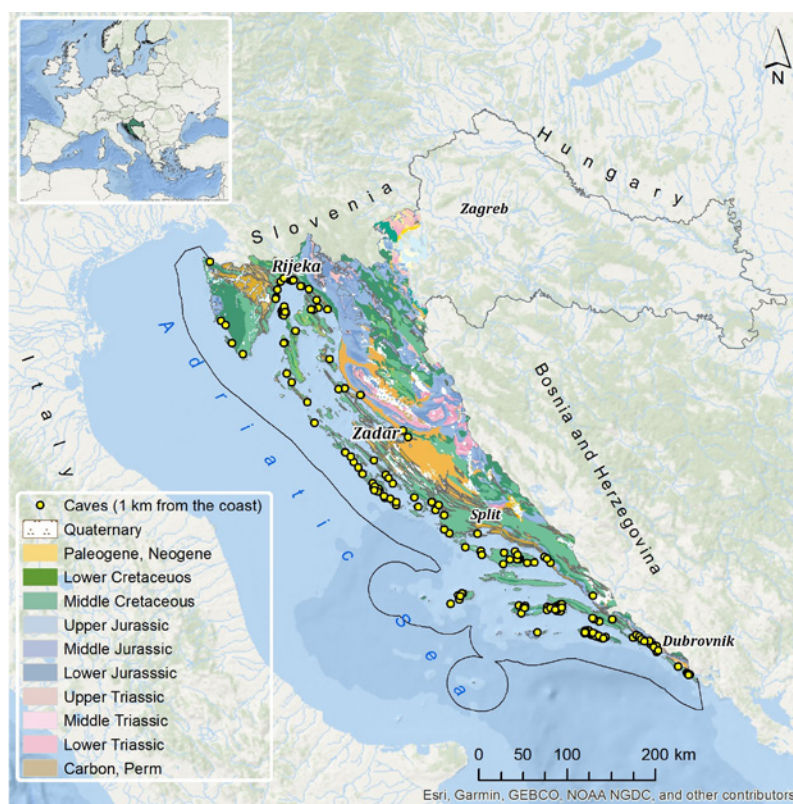 N
Hungary
Slovenia
Zagreb
Rijeka
Adriatic Sea
Italy
Bosnia and Herzegovina
Zadar
Split
Dubrovnik
Caves (1 km from the coast)
Quaternary
Paleogene, Neogene
Lower Cretaceuos
Middle Cretaceous
Upper Jurassic
Middle Jurassic
Lower Jurasssic
Upper Triassic
Middle Triassic
Lower Triassic
Carbon, Perm
0 50 100 200 km
Esri, Garmin, GEBCO, NOAA NGDC, and other contributors